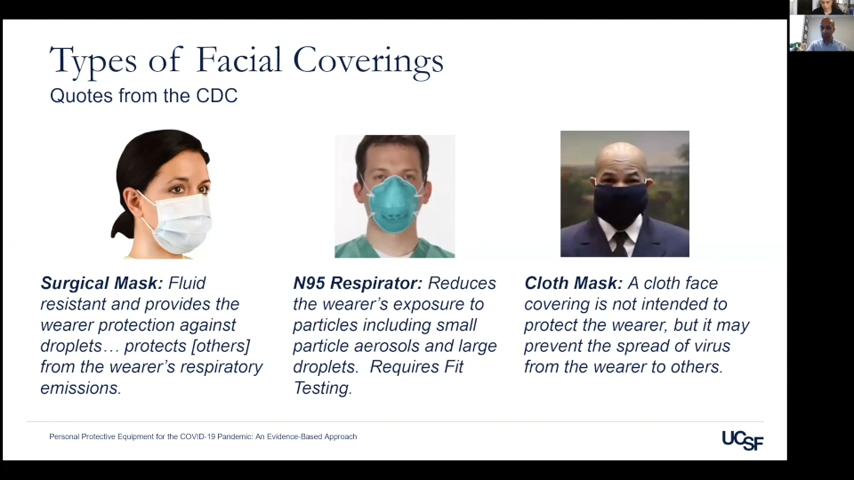 Types of Facial Coverings
Quotes from the CDC
Surgical Mask: Fluid
resistant and provides the
wearer protection against
droplets… protects [others]
from the wearer's respiratory
emissions.
N95 Respirator: Reduces
the wearer's exposure to
particles including small
particle aerosols and large
droplets. Requires Fit
Testing.
Cloth Mask: A cloth face
covering is not intended to
protect the wearer, but it may
prevent the spread of virus
from the wearer to others.
Personal Protective Equipment for the COVID-19 Pandemic: An Evidence-Based Approach
UCSF